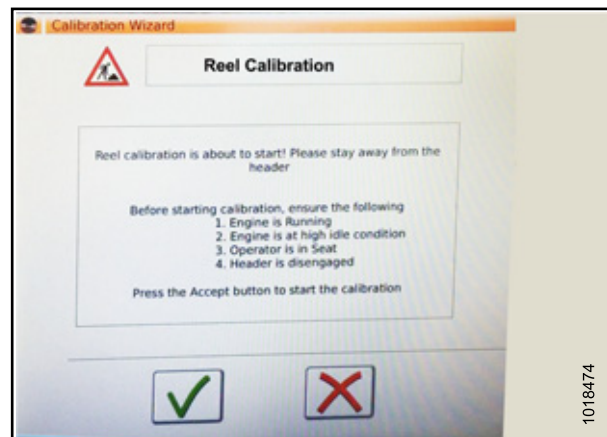 Calibration Wizard
Reel Calibration
Reel calibration is about to start! Please stay away from the
header
Before starting calibration, ensure the following
1. Engine is Running
2. Engine is at high idle condition
3. Operator is in Seat
4. Header is disengaged
Press the Accept button to start the calibration
1018474